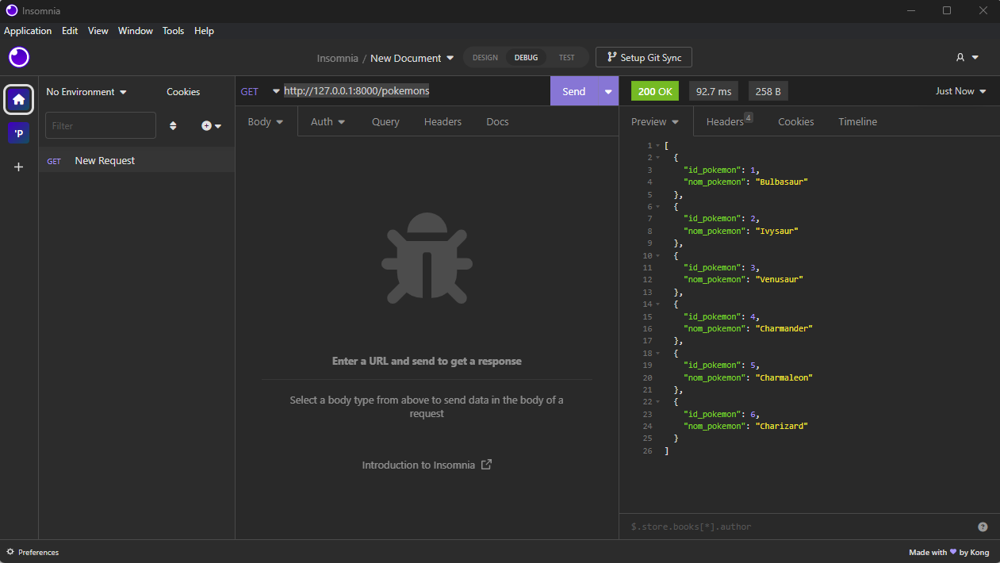 Insomnia
Application Edit View Window Tools Help
Insomnia / New Document DESIGN DEBUG TEST Setup Git Sync
No Environment Cookies
Filter
'P
GET New Request
GET http://127.0.0.1:8000/pokemons Send
Body Auth Query Headers Docs
Enter a URL and send to get a response
Select a body type from above to send data in the body of a
request
Introduction to Insomnia
200 OK 92.7 ms 258 B Just Now
Preview Headers 4 Cookies Timeline
1 [
2 {
3 "id_pokemon": 1,
4 "nom_pokemon": "Bulbasaur"
5 },
6 {
7 "id_pokemon": 2,
8 "nom_pokemon": "Ivysaur"
9 },
10 {
11 "id_pokemon": 3,
12 "nom_pokemon": "Venusaur"
13 },
14 {
15 "id_pokemon": 4,
16 "nom_pokemon": "Charmander"
17 },
18 {
19 "id_pokemon": 5,
20 "nom_pokemon": "Charmaleon"
21 },
22 {
23 "id_pokemon": 6,
24 "nom_pokemon": "Charizard"
25 }
26 ]
$.store.books[*].author ?
Preferences Made with ♥ by Kong